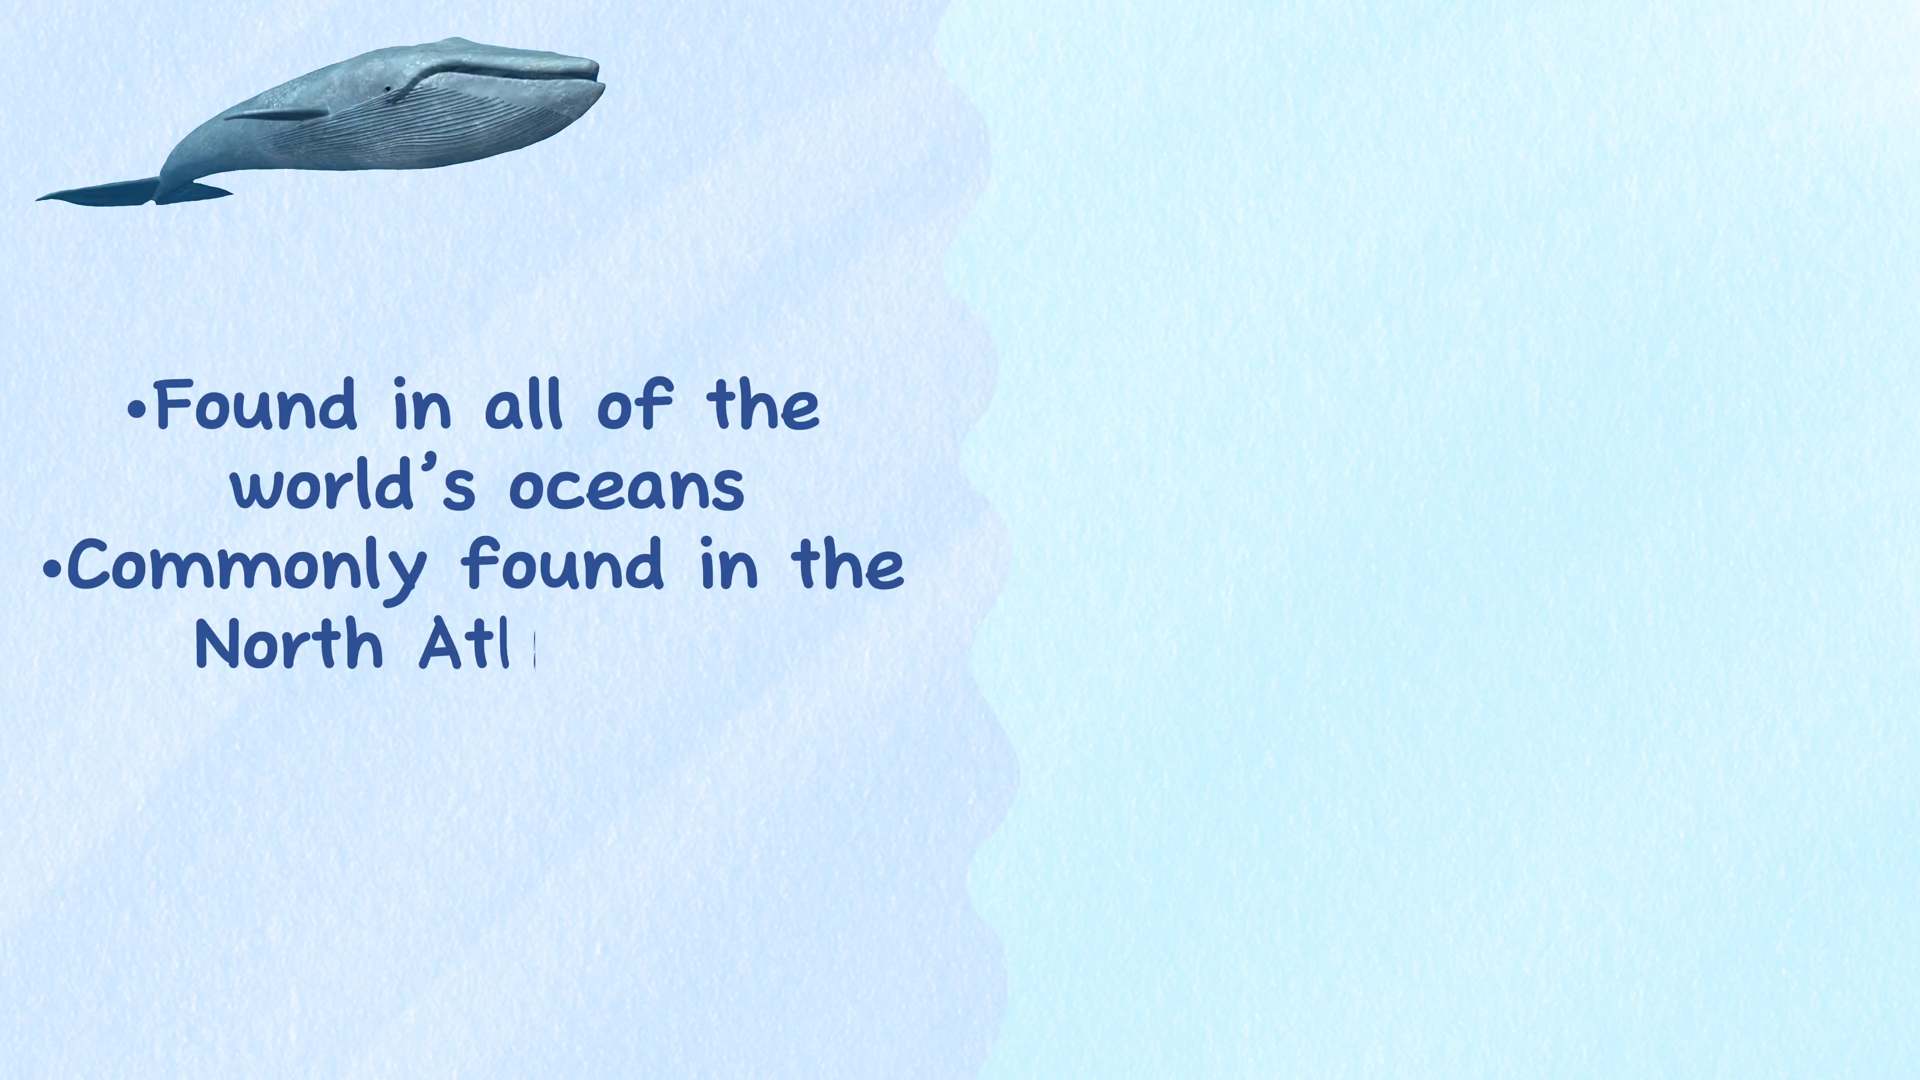 •Found in all of the
world’s oceans
•Commonly found in the
North Atl